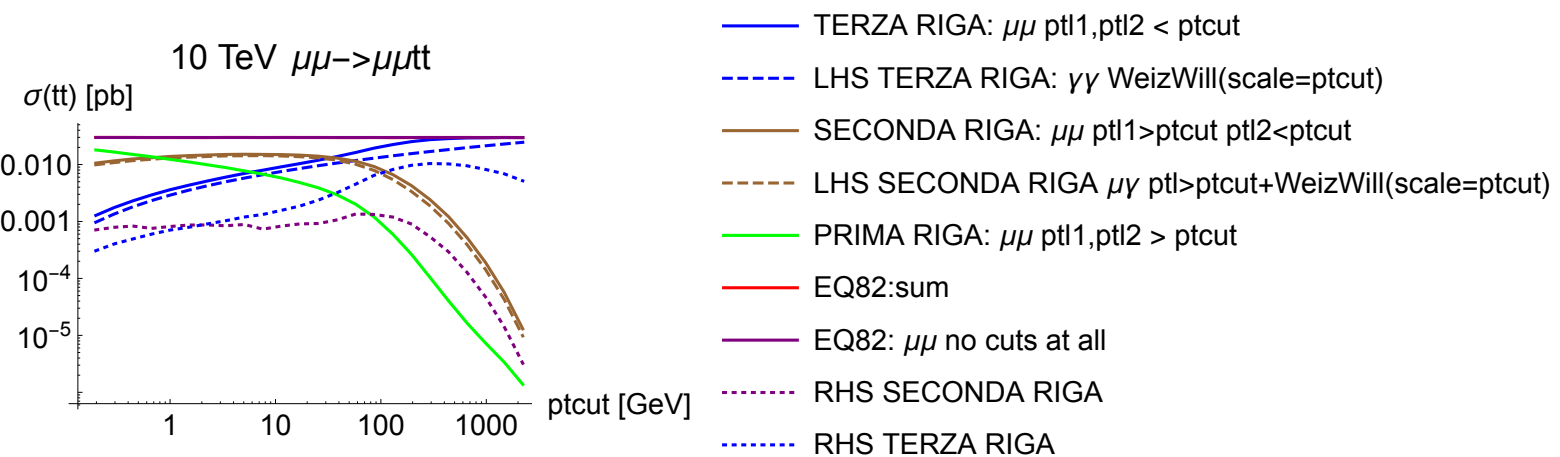 10 TeV μμ−>μμtt
σ(tt) [pb]
0.010
0.001
10−4
10−5
1 10 100 1000
ptcut [GeV]
TERZA RIGA: μμ ptl1,ptl2 < ptcut
LHS TERZA RIGA: γγ WeizWill(scale=ptcut)
SECONDA RIGA: μμ ptl1>ptcut ptl2<ptcut
LHS SECONDA RIGA μγ ptl>ptcut+WeizWill(scale=ptcut)
PRIMA RIGA: μμ ptl1,ptl2 > ptcut
EQ82:sum
EQ82: μμ no cuts at all
RHS SECONDA RIGA
RHS TERZA RIGA